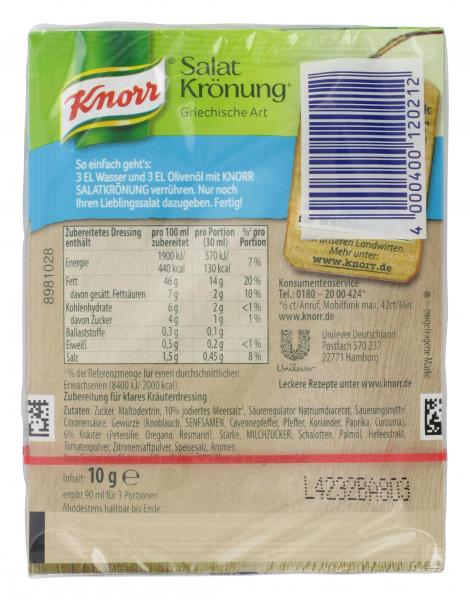 Knorr
® Salat
Krönung®
Griechische Art
So einfach geht's:
3 EL Wasser und 3 EL Olivenöl mit KNORR
SALATKRÖNUNG verrühren. Nur noch
Ihren Lieblingssalat dazugeben. Fertig!
4 000400 120212
unseren Landwirten.
Mehr unter:
www.knorr.de
8981028
Zubereitetes Dressing enthält pro 100 ml zubereitet pro Portion (30 ml) %¹ pro Portion
Energie 1900 kJ/ 440 kcal 570 kJ/ 130 kcal 7 %
Fett 46 g 14 g 20 %
davon gesätt. Fettsäuren 7 g 2 g 10 %
Kohlenhydrate 6 g 2 g <1 %
davon Zucker 4 g 1 g 1 %
Ballaststoffe 0,3 g 0,1 g
Eiweiß 0,5 g 0,2 g <1 %
Salz 1,5 g 0,45 g 8 %
¹ % der Referenzmenge für einen durchschnittlichen
Erwachsenen (8400 kJ/ 2000 kcal).
Konsumentenservice
Tel.: 0180 – 20 00 424*
*6 ct/Anruf, Mobilfunk max. 42ct/Min.
www.knorr.de
Unilever
Unilever Deutschland
Postfach 570 237
22771 Hamburg
Leckere Rezepte unter www.knorr.de
® eingetragene Marke
Zubereitung für klares Kräuterdressing
Zutaten: Zucker, Maltodextrin, 10% jodiertes Meersalz², Säureregulator Natriumdiacetat, Säuerungsmittel
Citronensäure, Gewürze (Knoblauch, SENFSAMEN, Cayennepfeffer, Pfeffer, Koriander, Paprika, Curcuma),
6% Kräuter (Petersilie, Oregano, Rosmarin), Stärke, MILCHZUCKER, Schalotten, Palmöl, Hefeextrakt,
Tomatenpulver, Zitronensaftpulver, Speisesalz, Aromen.
Inhalt: 10 g ℮
ergibt 90 ml für 3 Portionen
Mindestens haltbar bis Ende:
L4232BA803